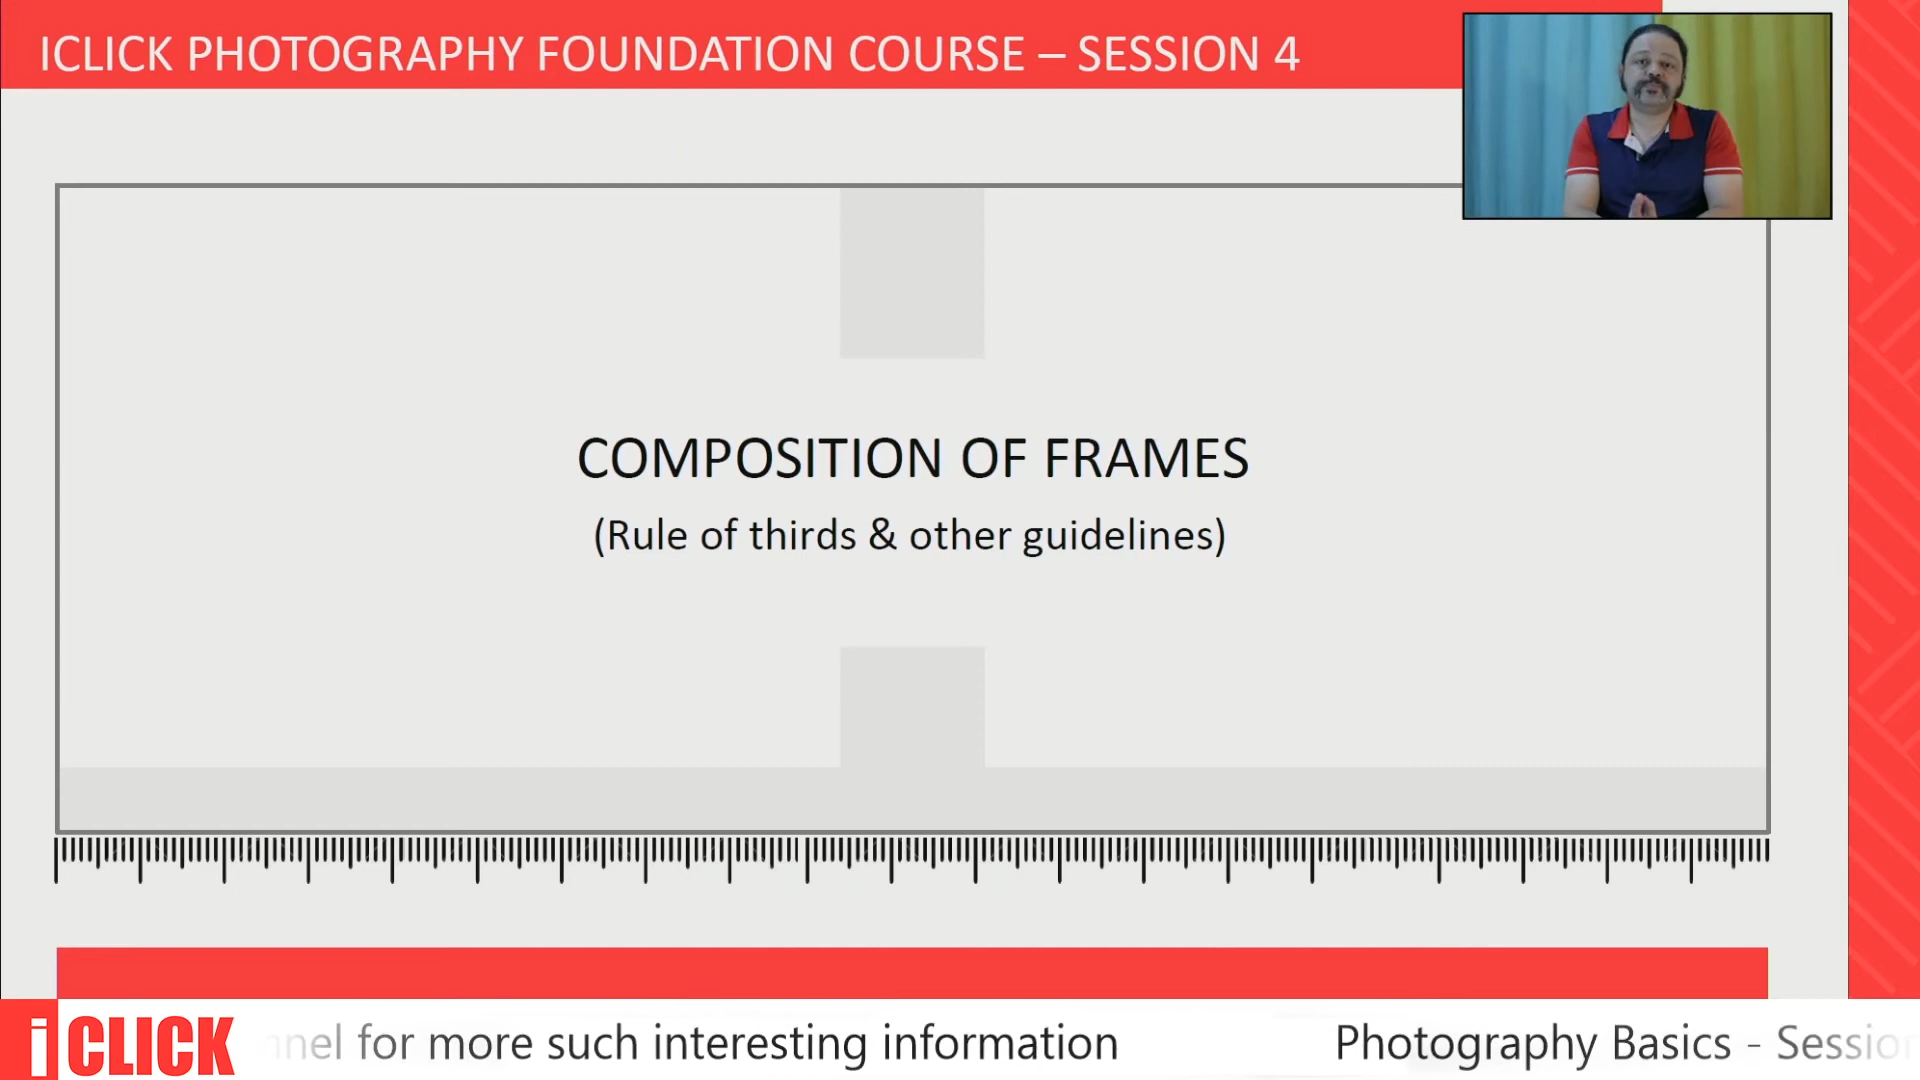 ICLICK PHOTOGRAPHY FOUNDATION COURSE – SESSION 4
COMPOSITION OF FRAMES
(Rule of thirds & other guidelines)
i CLICK
for more such interesting information
Photography Basics -